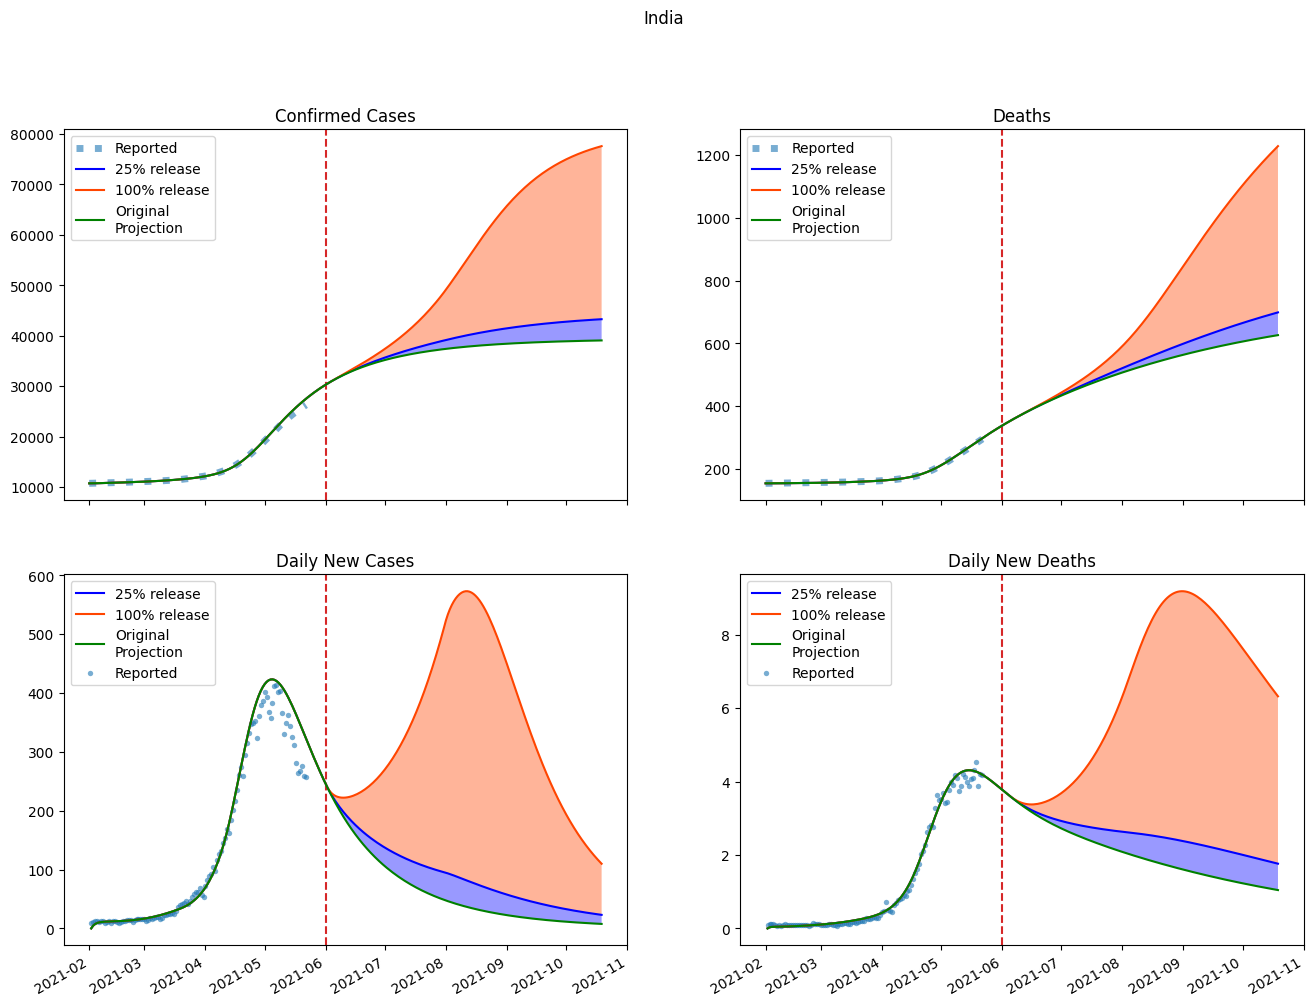 India
Confirmed Cases
80000
70000
60000
50000
40000
30000
20000
10000
Reported
25% release
100% release
Original
Projection
Deaths
1200
1000
800
600
400
200
Reported
25% release
100% release
Original
Projection
Daily New Cases
600
500
400
300
200
100
0
25% release
100% release
Original
Projection
Reported
2021-02
2021-03
2021-04
2021-05
2021-06
2021-07
2021-08
2021-09
2021-10
2021-11
Daily New Deaths
8
6
4
2
0
25% release
100% release
Original
Projection
Reported
2021-02
2021-03
2021-04
2021-05
2021-06
2021-07
2021-08
2021-09
2021-10
2021-11